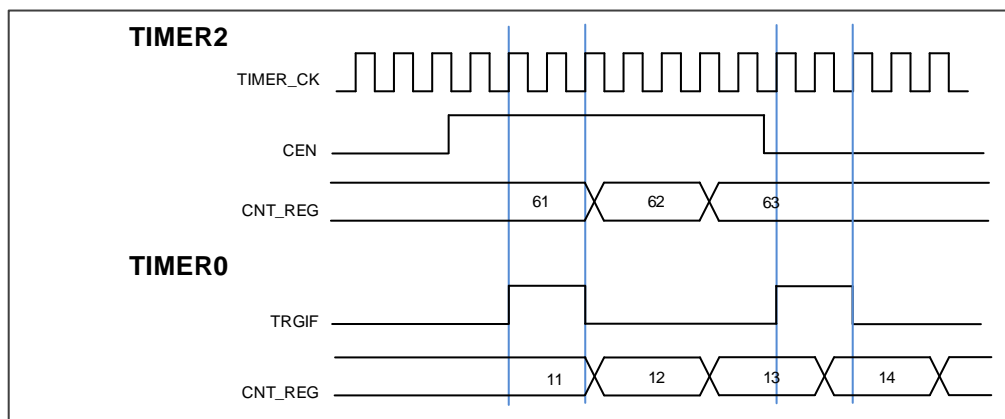 TIMER2
TIMER_CK
CEN
CNT_REG 61 62 63
TIMER0
TRGIF
CNT_REG 11 12 13 14